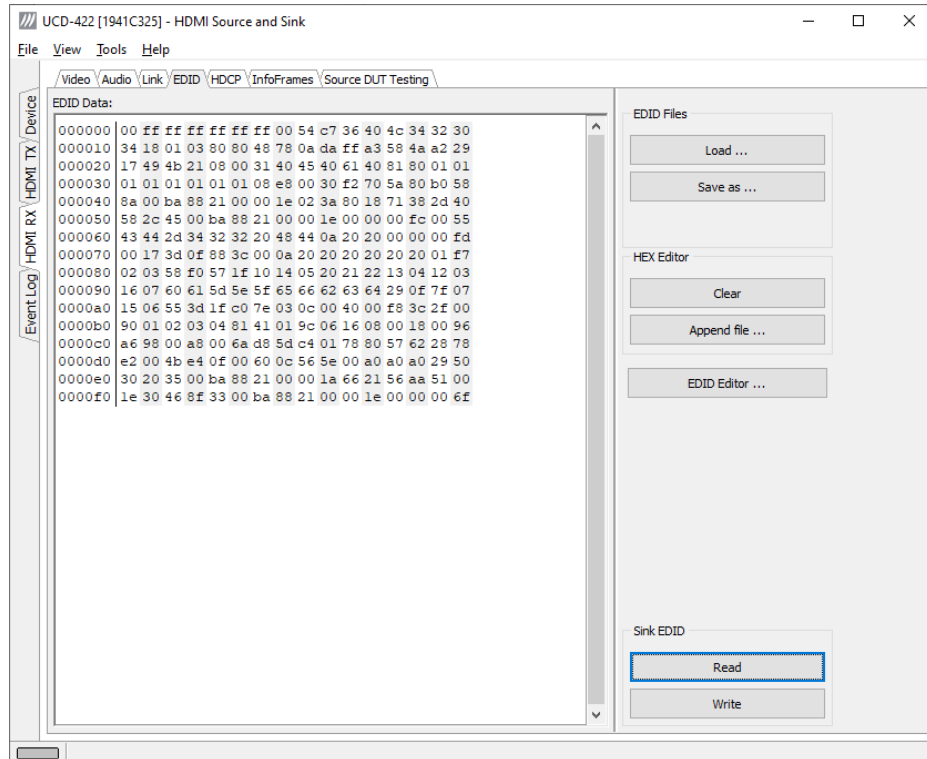 UCD-422 [1941C325] - HDMI Source and Sink
File View Tools Help
Video Audio Link EDID HDCP InfoFrames Source DUT Testing
Device
HDMI TX
HDMI RX
Event Log
EDID Data:
000000 00 ff ff ff ff ff ff 00 54 c7 36 40 4c 34 32 30
000010 34 18 01 03 80 80 48 78 0a da ff a3 58 4a a2 29
000020 17 49 4b 21 08 00 31 40 45 40 61 40 81 80 01 01
000030 01 01 01 01 01 01 08 e8 00 30 f2 70 5a 80 b0 58
000040 8a 00 ba 88 21 00 00 1e 02 3a 80 18 71 38 2d 40
000050 58 2c 45 00 ba 88 21 00 00 1e 00 00 00 fc 00 55
000060 43 44 2d 34 32 32 20 48 44 0a 20 20 00 00 00 fd
000070 00 17 3d 0f 88 3c 00 0a 20 20 20 20 20 20 01 f7
000080 02 03 58 f0 57 1f 10 14 05 20 21 22 13 04 12 03
000090 16 07 60 61 5d 5e 5f 65 66 62 63 64 29 0f 7f 07
0000a0 15 06 55 3d 1f c0 7e 03 0c 00 40 00 f8 3c 2f 00
0000b0 90 01 02 03 04 81 41 01 9c 06 16 08 00 18 00 96
0000c0 a6 98 00 a8 00 6a d8 5d c4 01 78 80 57 62 28 78
0000d0 e2 00 4b e4 0f 00 60 0c 56 5e 00 a0 a0 a0 29 50
0000e0 30 20 35 00 ba 88 21 00 00 1a 66 21 56 aa 51 00
0000f0 1e 30 46 8f 33 00 ba 88 21 00 00 1e 00 00 00 6f
EDID Files
Load ...
Save as ...
HEX Editor
Clear
Append file ...
EDID Editor ...
Sink EDID
Read
Write